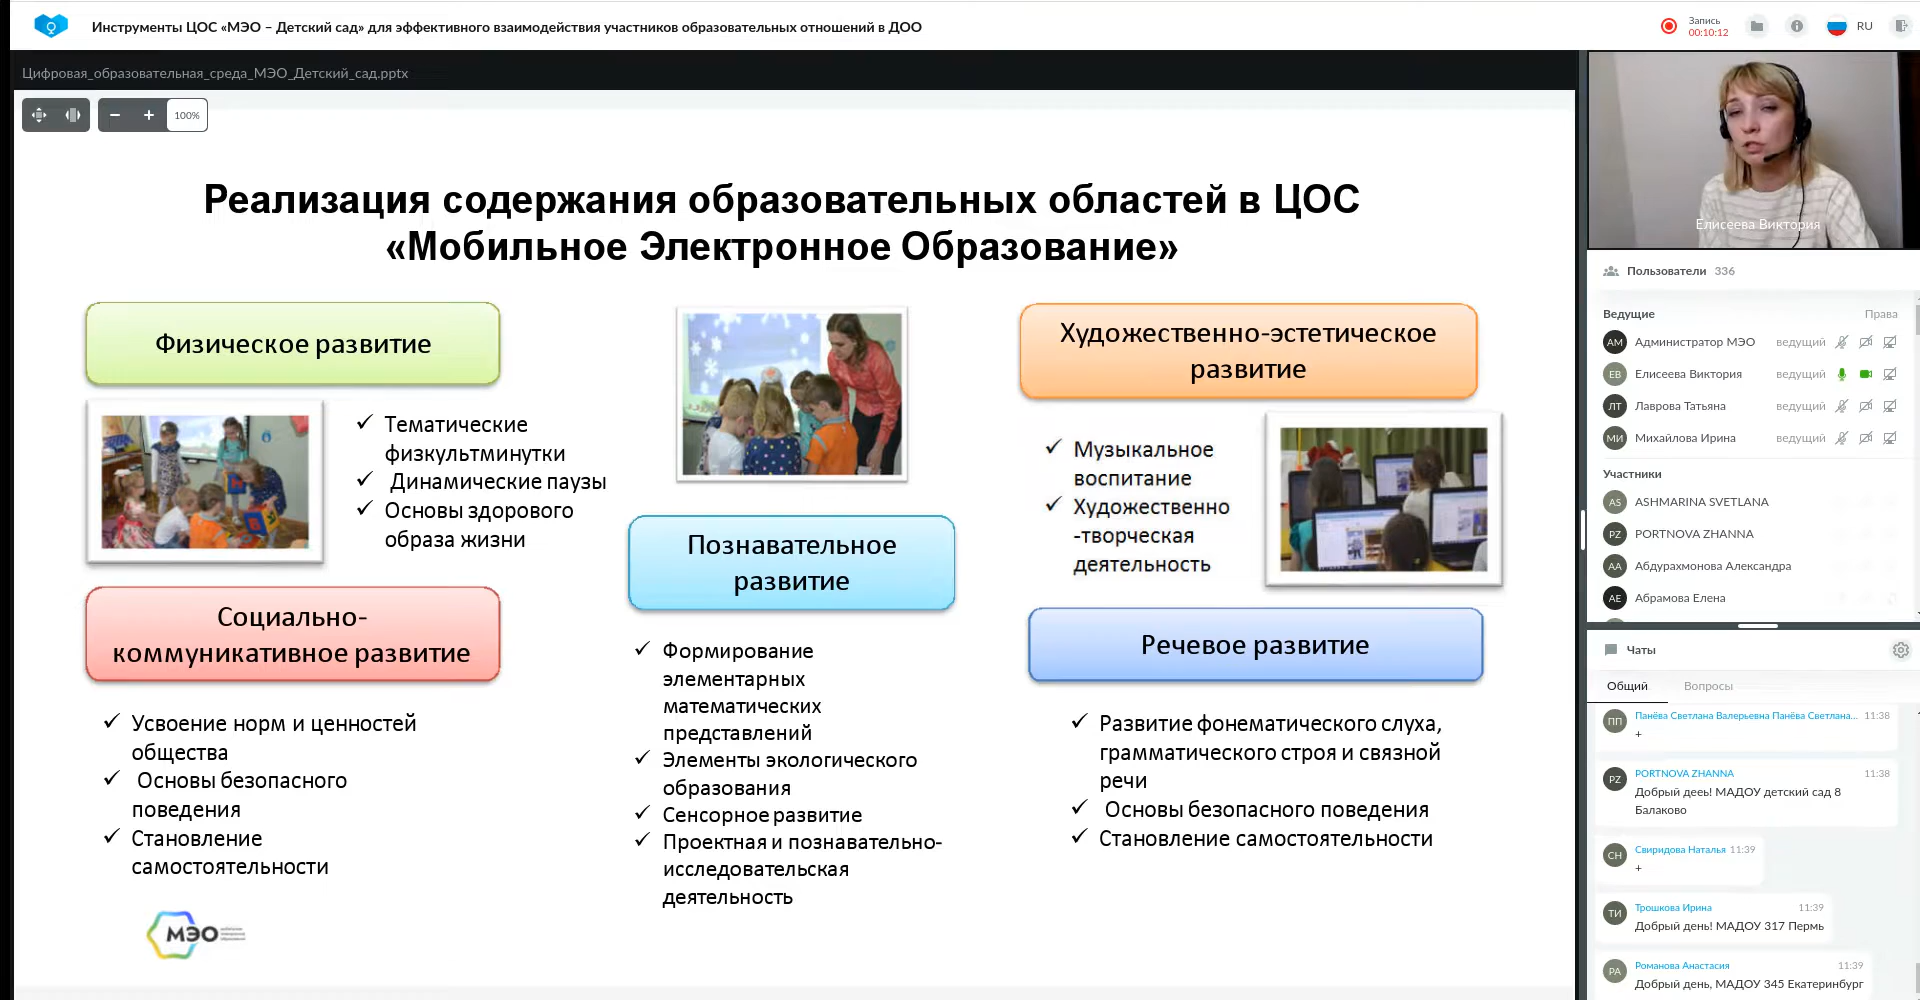 Инструменты ЦОС «МЭО – Детский сад» для эффективного взаимодействия участников образовательных отношений в ДОО
Запись
00:10:12
RU
Цифровая_образовательная_среда_МЭО_Детский_сад.pptx
100%
Реализация содержания образовательных областей в ЦОС
«Мобильное Электронное Образование»
Физическое развитие
Тематические
физкультминутки
Динамические паузы
Основы здорового
образа жизни
Социально-
коммуникативное развитие
Усвоение норм и ценностей
общества
Основы безопасного
поведения
Становление
самостоятельности
МЭО
Познавательное
развитие
Формирование
элементарных
математических
представлений
Элементы экологического
образования
Сенсорное развитие
Проектная и познавательно-
исследовательская
деятельность
Художественно-эстетическое
развитие
Музыкальное
воспитание
Художественно
-творческая
деятельность
Речевое развитие
Развитие фонематического слуха,
грамматического строя и связной
речи
Основы безопасного поведения
Становление самостоятельности
Елисеева Виктория
Пользователи 336
Ведущие Права
АМ Администратор МЭО ведущий
ЕВ Елисеева Виктория ведущий
ЛТ Лаврова Татьяна ведущий
МИ Михайлова Ирина ведущий
Участники
AS ASHMARINA SVETLANA
PZ PORTNOVA ZHANNA
АА Абдурахмонова Александра
АЕ Абрамова Елена
Чаты
Общий Вопросы
ПП Панёва Светлана Валерьевна Панёва Светлана... 11:38
+
PZ PORTNOVA ZHANNA 11:38
Добрый дееь! МАДОУ детский сад 8
Балаково
СН Свиридова Наталья 11:39
+
ТИ Трошкова Ирина 11:39
Добрый день! МАДОУ 317 Пермь
РА Романова Анастасия 11:39
Добрый день, МАДОУ 345 Екатеринбург